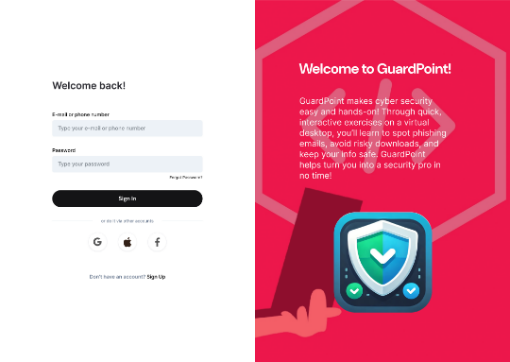 Welcome back!
E-mail or phone number
Type your e-mail or phone number
Password
Type your password
Forgot Password?
Sign in
or do it via other accounts
G
f
Don't have an account? Sign Up
Welcome to GuardPoint!
GuardPoint makes cyber security
easy and hands-on! Through quick,
interactive exercises on a virtual
desktop, you'll learn to spot phishing
emails, avoid risky downloads, and
keep your info safe. GuardPoint
helps turn you into a security pro in
no time!